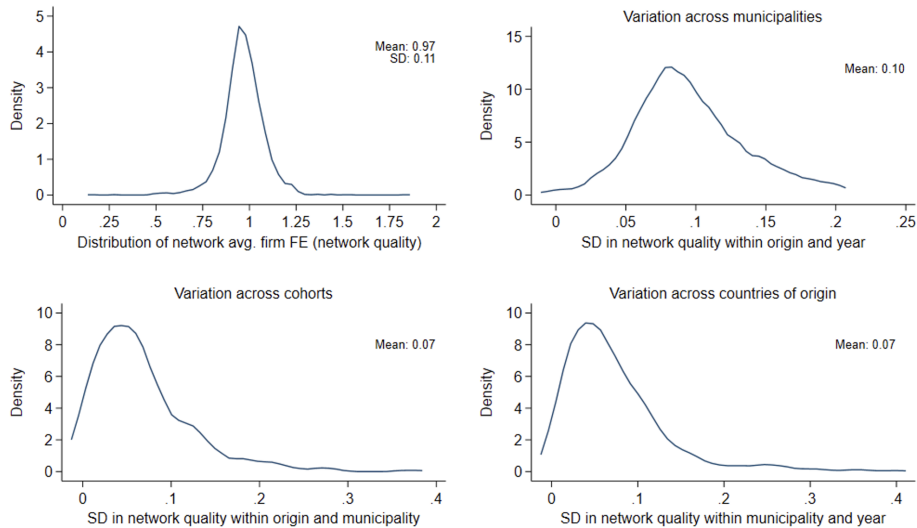 5
4
3
2
1
0
Density
Mean: 0.97
SD: 0.11
0 .25 .5 .75 1 1.25 1.5 1.75 2
Distribution of network avg. firm FE (network quality)
Variation across municipalities
15
10
5
0
Density
Mean: 0.10
0 .05 .1 .15 .2 .25
SD in network quality within origin and year
Variation across cohorts
10
8
6
4
2
0
Density
Mean: 0.07
0 .1 .2 .3 .4
SD in network quality within origin and municipality
Variation across countries of origin
10
8
6
4
2
0
Density
Mean: 0.07
0 .1 .2 .3 .4
SD in network quality within municipality and year